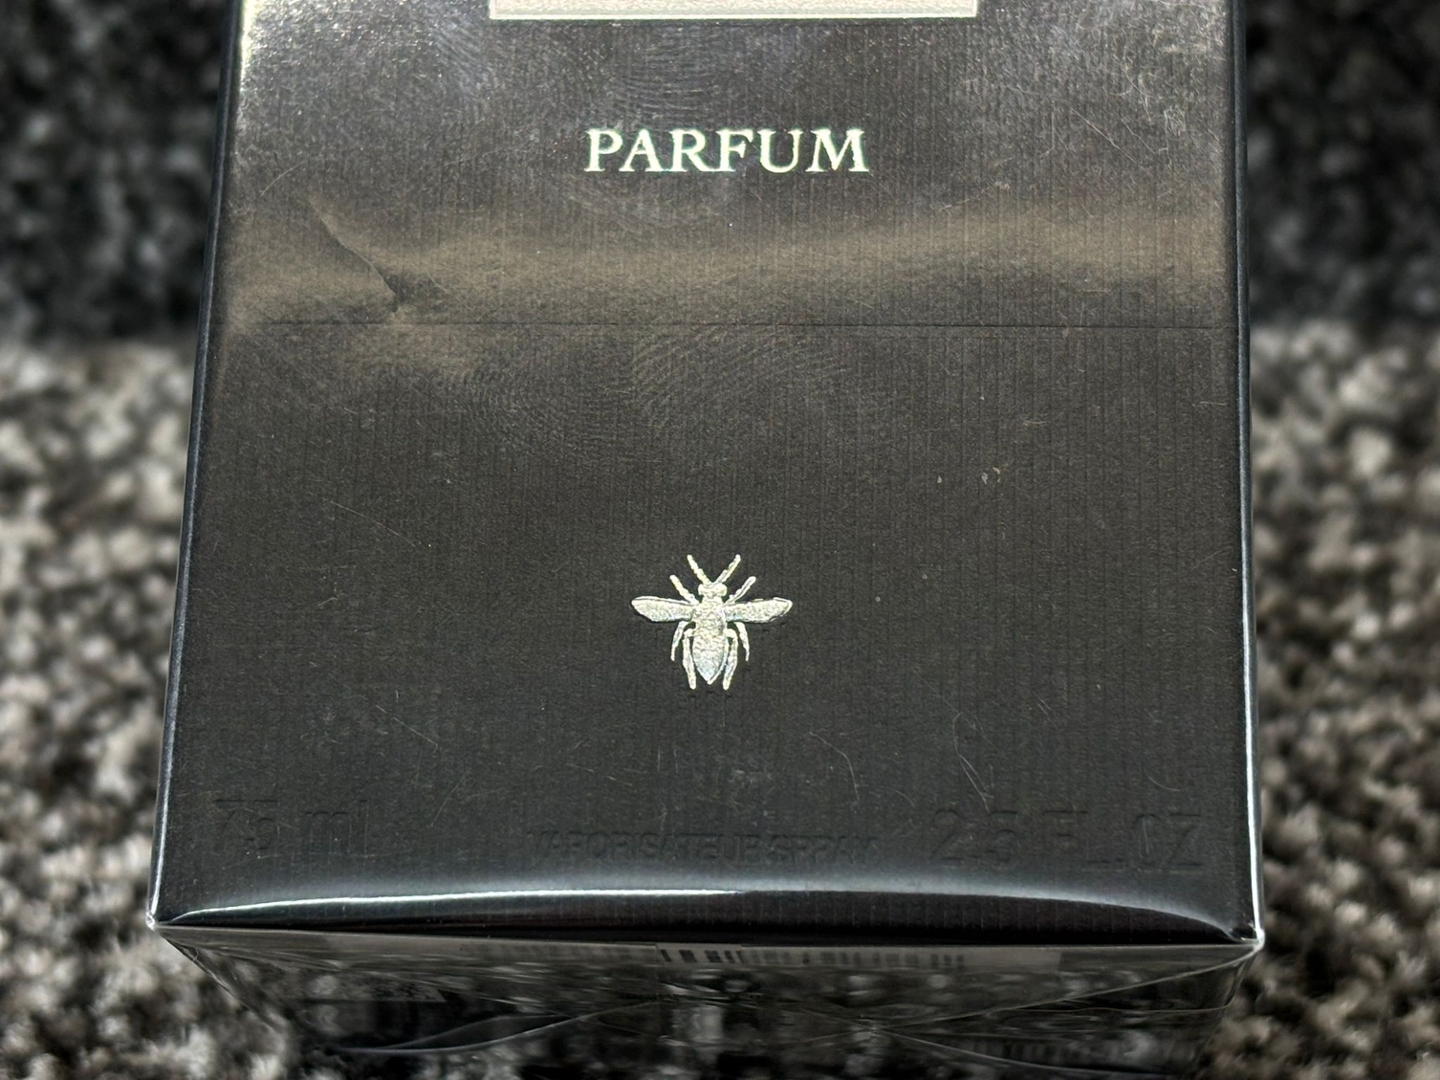 PARFUM
75 ml VAPORISATEUR SPRAY 2.5 FL.OZ